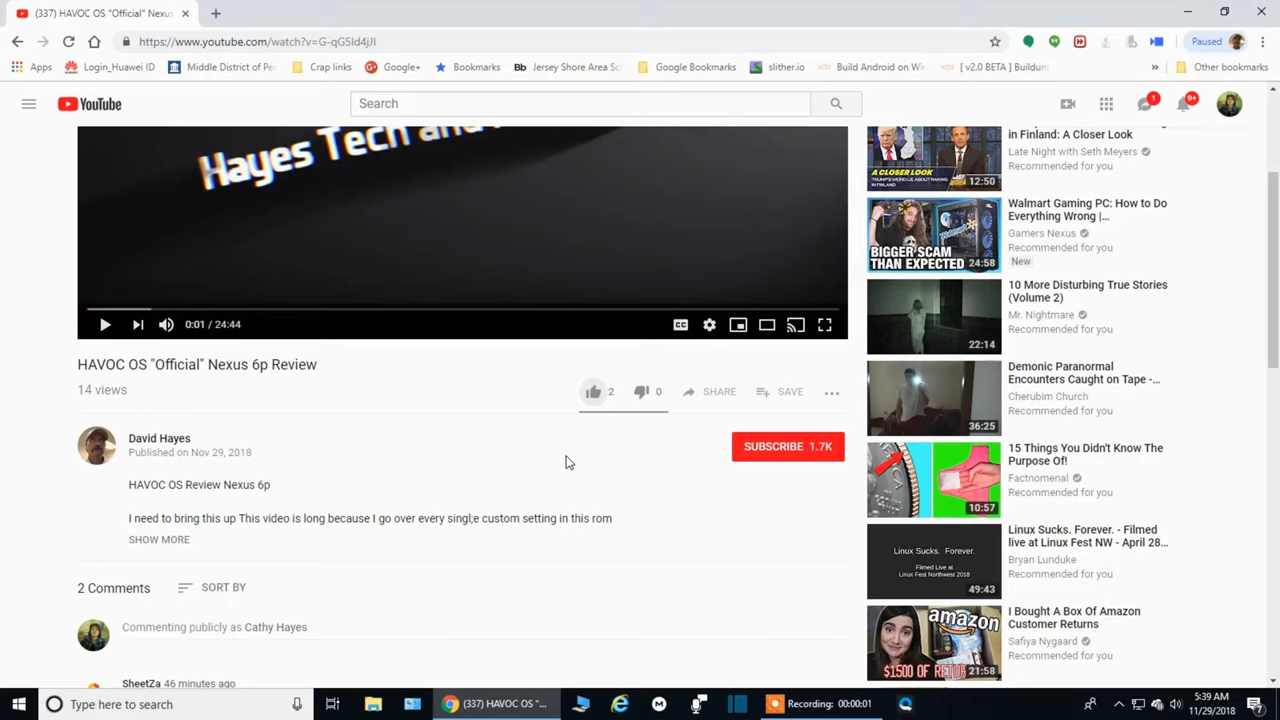 (337) HAVOC OS "Official" Nexus
https://www.youtube.com/watch?v=G-qG5Id4jJI
Paused
Apps
Login_Huawei ID
Middle District of Pe
Crap links
Google+
Bookmarks
Bb Jersey Shore Area Sc
Google Bookmarks
slither.io
Build Android on Win
[ v2.0 BETA ] Buildunt
»
Other bookmarks
YouTube
Search
1
9+
Hayes Tech and
0:01 / 24:44
HAVOC OS "Official" Nexus 6p Review
14 views
2
0
SHARE
SAVE
David Hayes
Published on Nov 29, 2018
SUBSCRIBE 1.7K
HAVOC OS Review Nexus 6p
I need to bring this up This video is long because I go over every singl;e custom setting in this rom
SHOW MORE
2 Comments
SORT BY
Commenting publicly as Cathy Hayes
SheetZa 46 minutes ago
A CLOSER LOOK
12:50
in Finland: A Closer Look
Late Night with Seth Meyers
Recommended for you
BIGGER SCAM
THAN EXPECTED
24:58
Walmart Gaming PC: How to Do
Everything Wrong |...
Gamers Nexus
Recommended for you
New
22:14
10 More Disturbing True Stories
(Volume 2)
Mr. Nightmare
Recommended for you
36:25
Demonic Paranormal
Encounters Caught on Tape -...
Cherubim Church
Recommended for you
10:57
15 Things You Didn't Know The
Purpose Of!
Factnomenal
Recommended for you
Linux Sucks. Forever.
Filmed Live at
Linux Fest Northwest 2018
49:43
Linux Sucks. Forever. - Filmed
live at Linux Fest NW - April 28...
Bryan Lunduke
Recommended for you
amazon
$1500 OF RETU
21:58
I Bought A Box Of Amazon
Customer Returns
Safiya Nygaard
Recommended for you
Type here to search
(337) HAVOC OS "...
Recording: 00:00:01
5:39 AM
11/29/2018